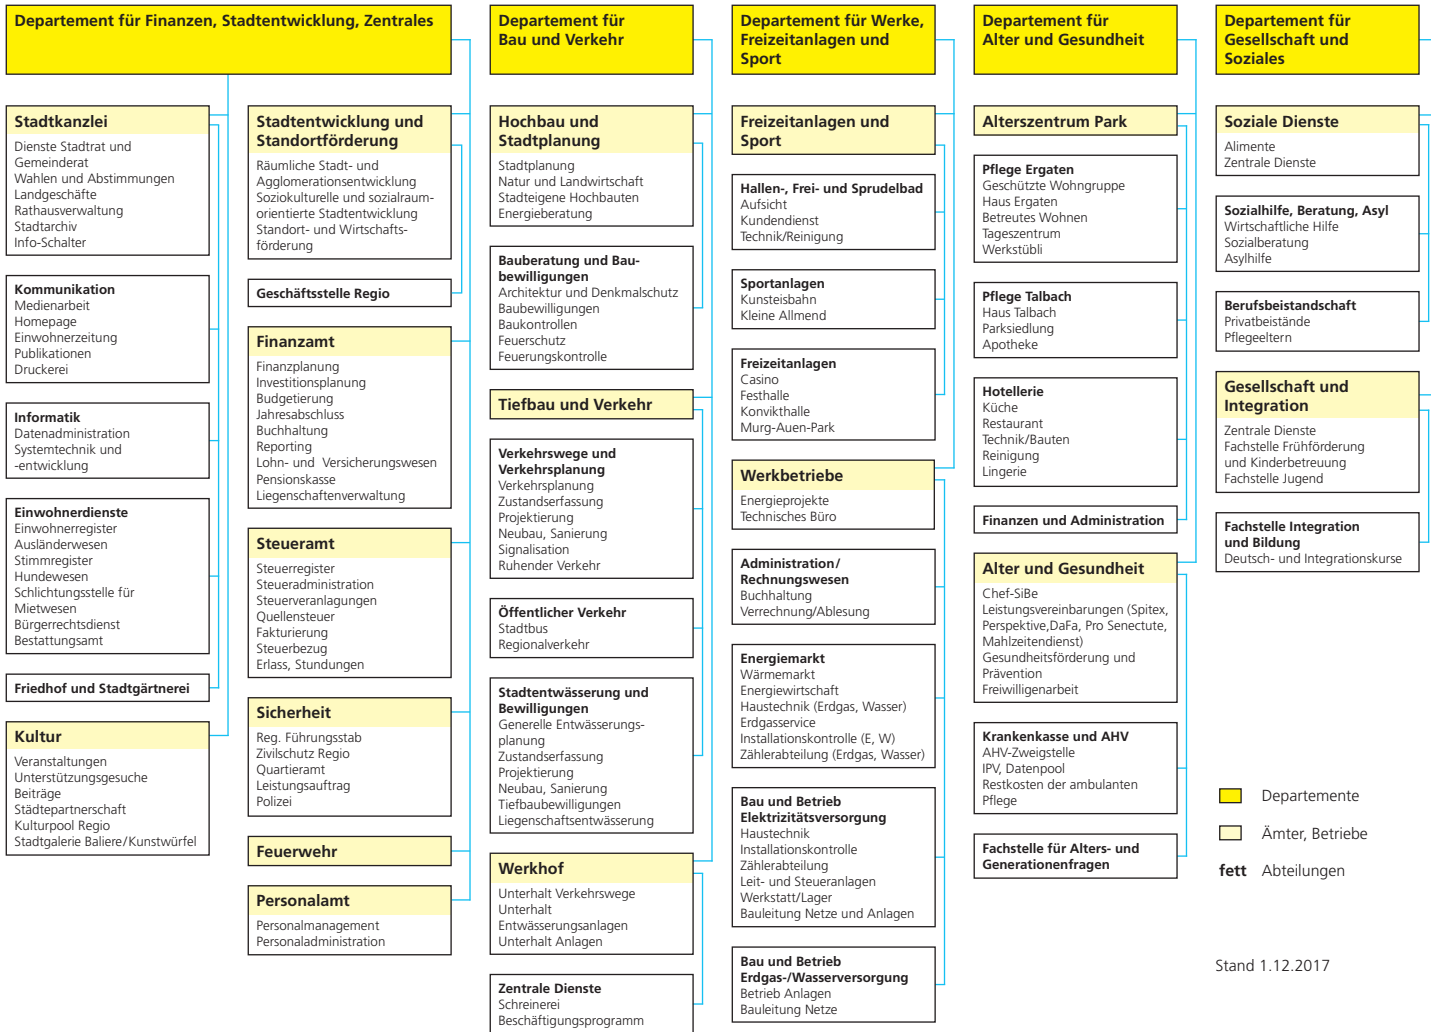 Departement für Finanzen, Stadtentwicklung, Zentrales
Stadtkanzlei
Dienste Stadtrat und
Gemeinderat
Wahlen und Abstimmungen
Landgeschäfte
Rathausverwaltung
Stadtarchiv
Info-Schalter
Kommunikation
Medienarbeit
Homepage
Einwohnerzeitung
Publikationen
Druckerei
Informatik
Datenadministration
Systemtechnik und
-entwicklung
Einwohnerdienste
Einwohnerregister
Ausländerwesen
Stimmregister
Hundewesen
Schlichtungsstelle für
Mietwesen
Bürgerrechtsdienst
Bestattungsamt
Friedhof und Stadtgärtnerei
Kultur
Veranstaltungen
Unterstützungsgesuche
Beiträge
Städtepartnerschaft
Kulturpool Regio
Stadtgalerie Baliere/Kunstwürfel
Stadtentwicklung und
Standortförderung
Räumliche Stadt- und
Agglomerationsentwicklung
Soziokulturelle und sozialraum-
orientierte Stadtentwicklung
Standort- und Wirtschafts-
förderung
Geschäftsstelle Regio
Finanzamt
Finanzplanung
Investitionsplanung
Budgetierung
Jahresabschluss
Buchhaltung
Reporting
Lohn- und Versicherungswesen
Pensionskasse
Liegenschaftenverwaltung
Steueramt
Steuerregister
Steueradministration
Steuerveranlagungen
Quellensteuer
Fakturierung
Steuerbezug
Erlass, Stundungen
Sicherheit
Reg. Führungsstab
Zivilschutz Regio
Quartieramt
Leistungsauftrag
Polizei
Feuerwehr
Personalamt
Personalmanagement
Personaladministration
Departement für
Bau und Verkehr
Hochbau und
Stadtplanung
Stadtplanung
Natur und Landwirtschaft
Stadteigene Hochbauten
Energieberatung
Bauberatung und Bau-
bewilligungen
Architektur und Denkmalschutz
Baubewilligungen
Baukontrollen
Feuerschutz
Feuerungskontrolle
Tiefbau und Verkehr
Verkehrswege und
Verkehrsplanung
Verkehrsplanung
Zustandserfassung
Projektierung
Neubau, Sanierung
Signalisation
Ruhender Verkehr
Öffentlicher Verkehr
Stadtbus
Regionalverkehr
Stadtentwässerung und
Bewilligungen
Generelle Entwässerungs-
planung
Zustandserfassung
Projektierung
Neubau, Sanierung
Tiefbaubewilligungen
Liegenschaftsentwässerung
Werkhof
Unterhalt Verkehrswege
Unterhalt
Entwässerungsanlagen
Unterhalt Anlagen
Zentrale Dienste
Schreinerei
Beschäftigungsprogramm
Departement für Werke,
Freizeitanlagen und
Sport
Freizeitanlagen und
Sport
Hallen-, Frei- und Sprudelbad
Aufsicht
Kundendienst
Technik/Reinigung
Sportanlagen
Kunsteisbahn
Kleine Allmend
Freizeitanlagen
Casino
Festhalle
Konvikthalle
Murg-Auen-Park
Werkbetriebe
Energieprojekte
Technisches Büro
Administration/
Rechnungswesen
Buchhaltung
Verrechnung/Ablesung
Energiemarkt
Wärmemarkt
Energiewirtschaft
Haustechnik (Erdgas, Wasser)
Erdgasservice
Installationskontrolle (E, W)
Zählerabteilung (Erdgas, Wasser)
Bau und Betrieb
Elektrizitätsversorgung
Haustechnik
Installationskontrolle
Zählerabteilung
Leit- und Steueranlagen
Werkstatt/Lager
Bauleitung Netze und Anlagen
Bau und Betrieb
Erdgas-/Wasserversorgung
Betrieb Anlagen
Bauleitung Netze
Departement für
Alter und Gesundheit
Alterszentrum Park
Pflege Ergaten
Geschützte Wohngruppe
Haus Ergaten
Betreutes Wohnen
Tageszentrum
Werkstübli
Pflege Talbach
Haus Talbach
Parksiedlung
Apotheke
Hotellerie
Küche
Restaurant
Technik/Bauten
Reinigung
Lingerie
Finanzen und Administration
Alter und Gesundheit
Chef-SiBe
Leistungsvereinbarungen (Spitex,
Perspektive,DaFa, Pro Senectute,
Mahlzeitendienst)
Gesundheitsförderung und
Prävention
Freiwilligenarbeit
Krankenkasse und AHV
AHV-Zweigstelle
IPV, Datenpool
Restkosten der ambulanten
Pflege
Fachstelle für Alters- und
Generationenfragen
Departement für
Gesellschaft und
Soziales
Soziale Dienste
Alimente
Zentrale Dienste
Sozialhilfe, Beratung, Asyl
Wirtschaftliche Hilfe
Sozialberatung
Asylhilfe
Berufsbeistandschaft
Privatbeistände
Pflegeeltern
Gesellschaft und
Integration
Zentrale Dienste
Fachstelle Frühförderung
und Kinderbetreuung
Fachstelle Jugend
Fachstelle Integration
und Bildung
Deutsch- und Integrationskurse
Departemente
Ämter, Betriebe
fett Abteilungen
Stand 1.12.2017